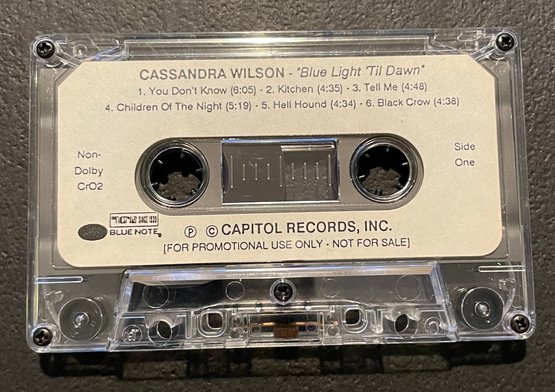 CASSANDRA WILSON - "Blue Light 'Til Dawn"
1. You Don't Know (6:05) - 2. Kitchen (4:35) - 3. Tell Me (4:48)
4. Children Of The Night (5:19) - 5. Hell Hound (4:34) - 6. Black Crow (4:38)
Non-
Dolby
CrO2
Side
One
BLUE NOTE®
Ⓟ © CAPITOL RECORDS, INC.
[FOR PROMOTIONAL USE ONLY - NOT FOR SALE]